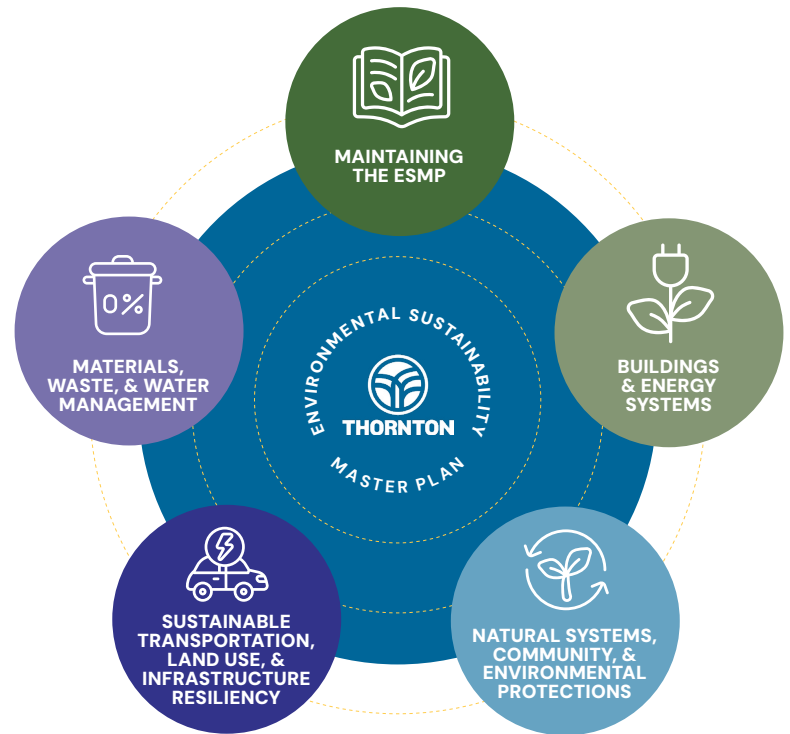 MAINTAINING
THE ESMP
MATERIALS,
WASTE, & WATER
MANAGEMENT
0%
BUILDINGS
& ENERGY
SYSTEMS
ENVIRONMENTAL SUSTAINABILITY
THORNTON
MASTER PLAN
SUSTAINABLE
TRANSPORTATION,
LAND USE, &
INFRASTRUCTURE
RESILIENCY
NATURAL SYSTEMS,
COMMUNITY, &
ENVIRONMENTAL
PROTECTIONS